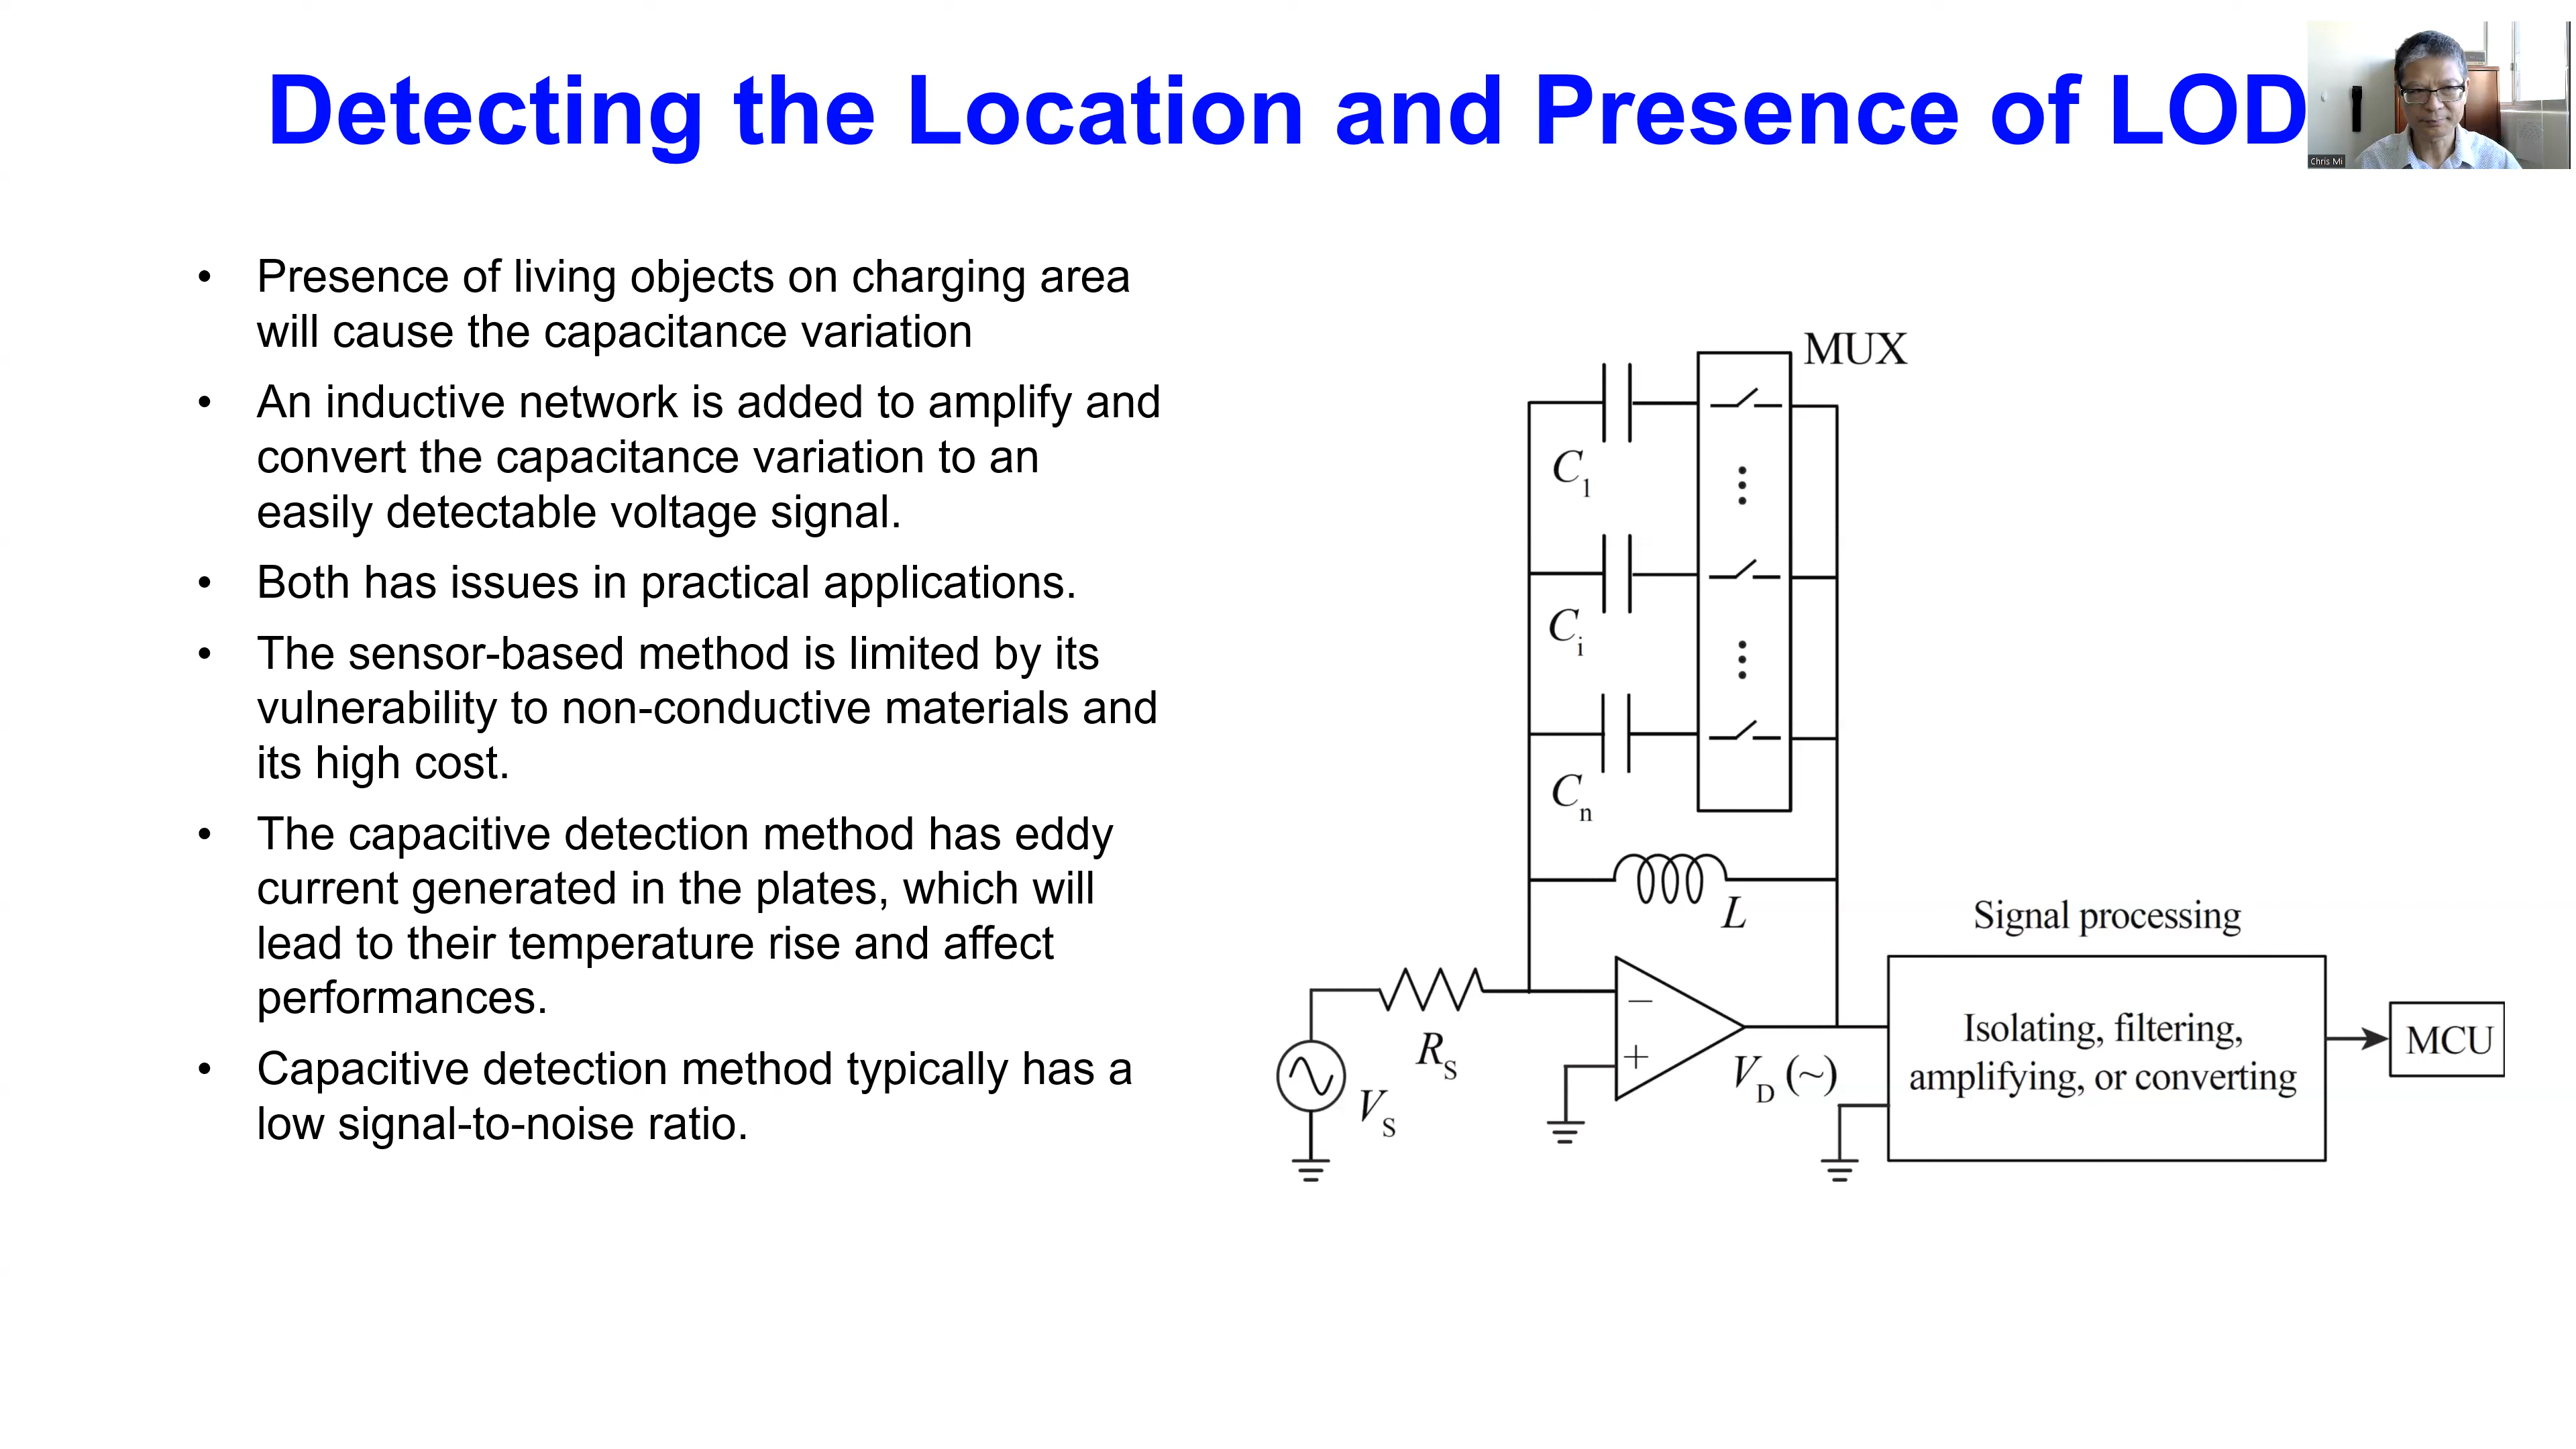 Detecting the Location and Presence of LOD
Chris Mi
• Presence of living objects on charging area
will cause the capacitance variation
• An inductive network is added to amplify and
convert the capacitance variation to an
easily detectable voltage signal.
• Both has issues in practical applications.
• The sensor-based method is limited by its
vulnerability to non-conductive materials and
its high cost.
• The capacitive detection method has eddy
current generated in the plates, which will
lead to their temperature rise and affect
performances.
• Capacitive detection method typically has a
low signal-to-noise ratio.
MUX
C1
Ci
Cn
L
RS
VS
−
+
VD (~)
Signal processing
Isolating, filtering,
amplifying, or converting
MCU